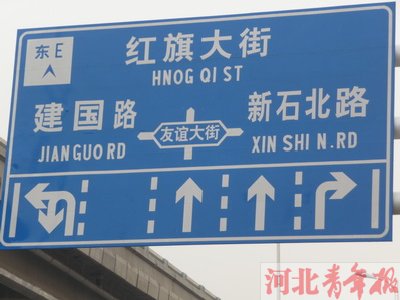 东 E
红旗大街
HNOG QI ST
建国路
JIAN GUO RD
友谊大街
新石北路
XIN SHI N.RD
河北青年报